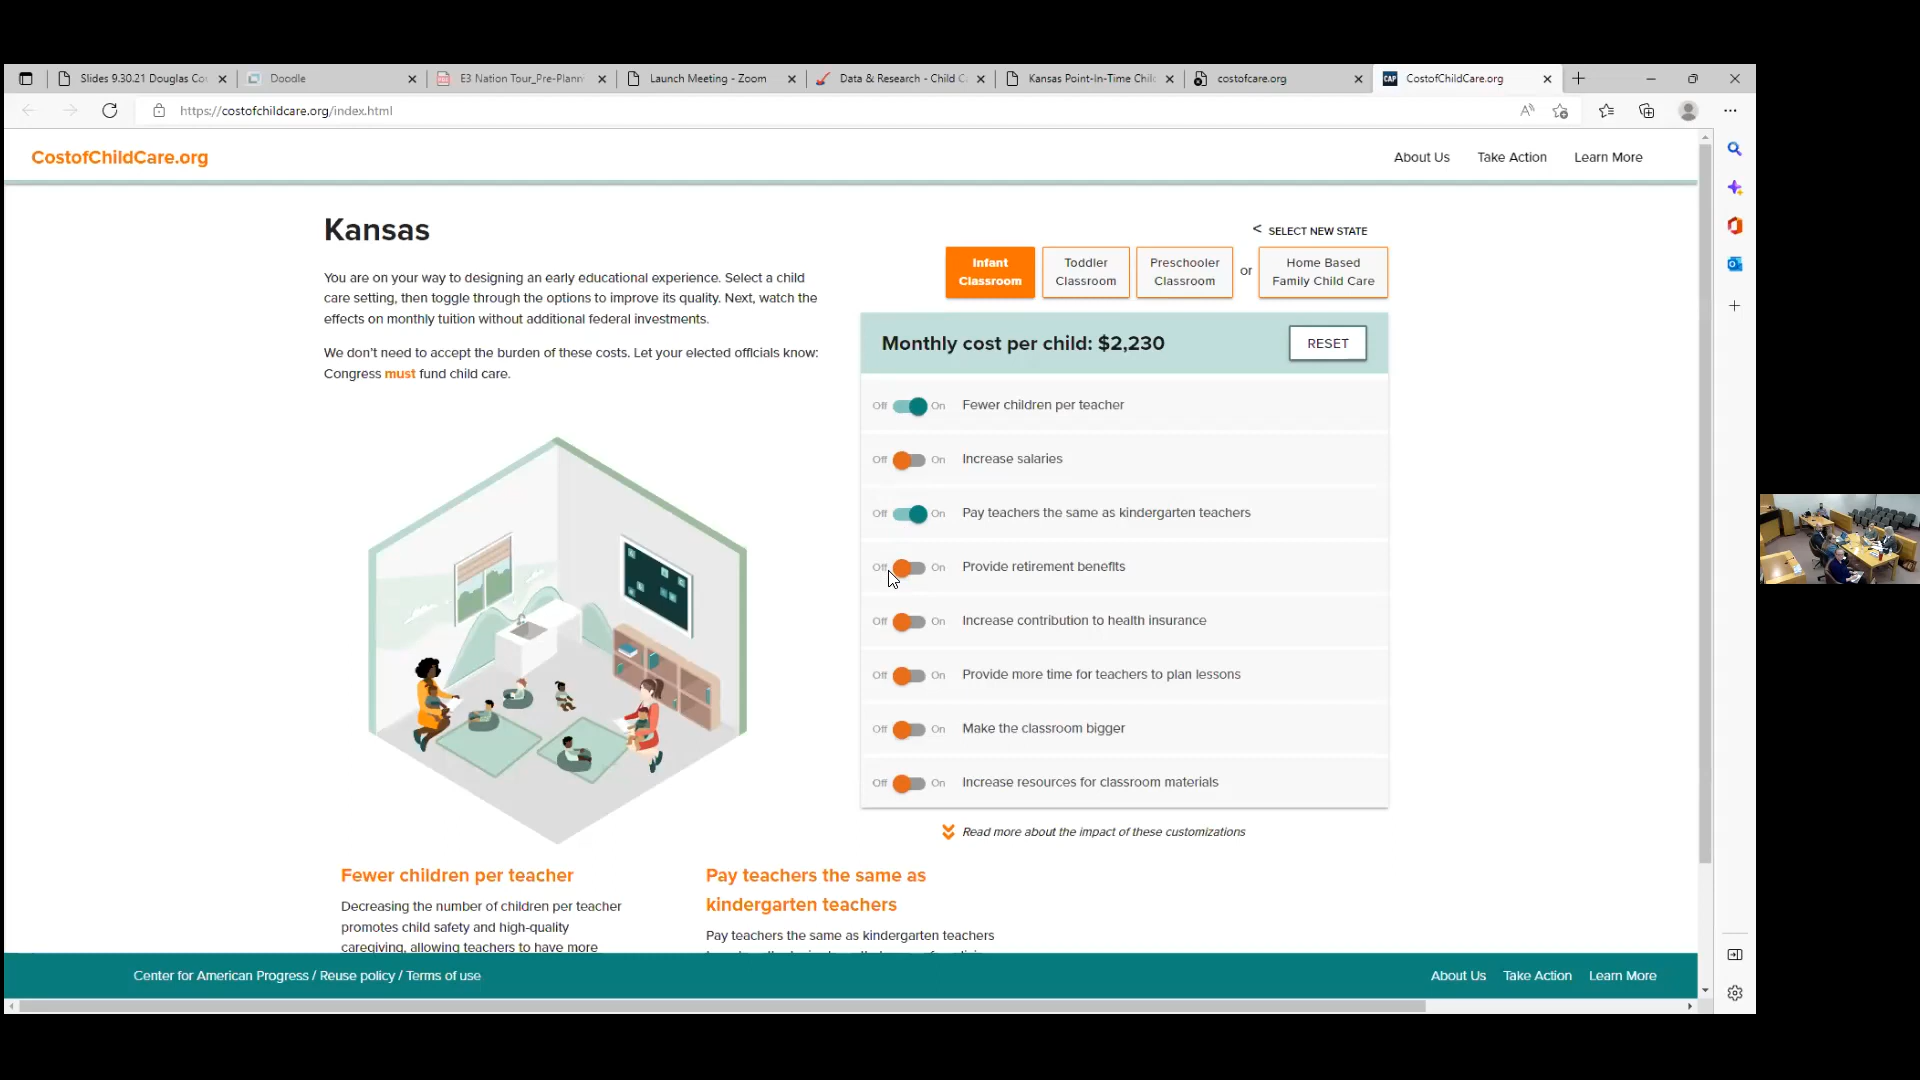 Slides 9.30.21 Douglas Co
Doodle
E3 Nation Tour_Pre-Plann
Launch Meeting - Zoom
Data & Research - Child C
Kansas Point-In-Time Chil
costofcare.org
CAP
CostofChildCare.org
https://costofchildcare.org/index.html
CostofChildCare.org
About Us
Take Action
Learn More
Kansas
You are on your way to designing an early educational experience. Select a child
care setting, then toggle through the options to improve its quality. Next, watch the
effects on monthly tuition without additional federal investments.
We don't need to accept the burden of these costs. Let your elected officials know:
Congress must fund child care.
< SELECT NEW STATE
Infant
Classroom
Toddler
Classroom
Preschooler
Classroom
or
Home Based
Family Child Care
Monthly cost per child: $2,230
RESET
Off On Fewer children per teacher
Off On Increase salaries
Off On Pay teachers the same as kindergarten teachers
Off On Provide retirement benefits
Off On Increase contribution to health insurance
Off On Provide more time for teachers to plan lessons
Off On Make the classroom bigger
Off On Increase resources for classroom materials
Read more about the impact of these customizations
Fewer children per teacher
Decreasing the number of children per teacher
promotes child safety and high-quality
caregiving, allowing teachers to have more
Pay teachers the same as
kindergarten teachers
Pay teachers the same as kindergarten teachers
Center for American Progress / Reuse policy / Terms of use
About Us
Take Action
Learn More